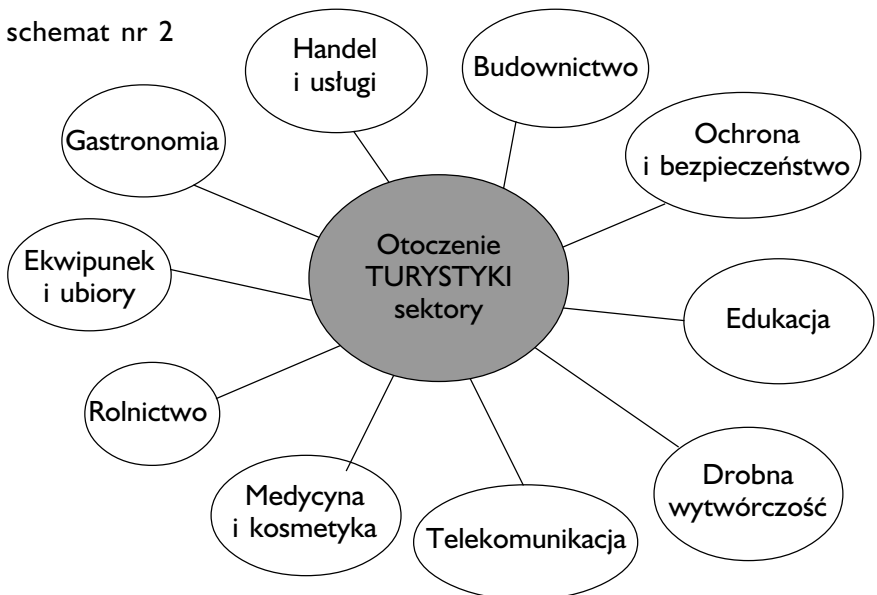 schemat nr 2
Handel
i usługi
Budownictwo
Gastronomia
Ochrona
i bezpieczeństwo
Otoczenie
TURYSTYKI
sektory
Ekwipunek
i ubiory
Edukacja
Rolnictwo
Drobna
wytwórczość
Medycyna
i kosmetyka
Telekomunikacja